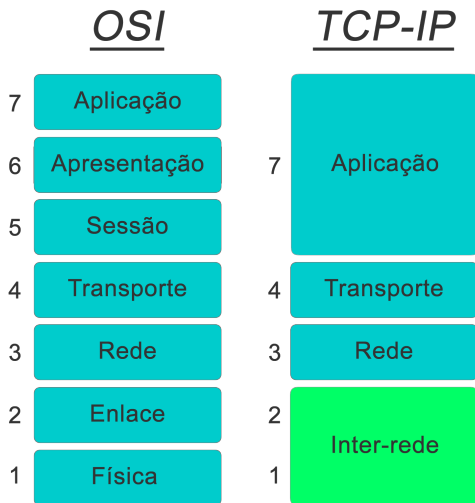 OSI
TCP-IP
7 Aplicação
6 Apresentação
5 Sessão
4 Transporte
3 Rede
2 Enlace
1 Física
7 Aplicação
4 Transporte
3 Rede
2
Inter-rede
1